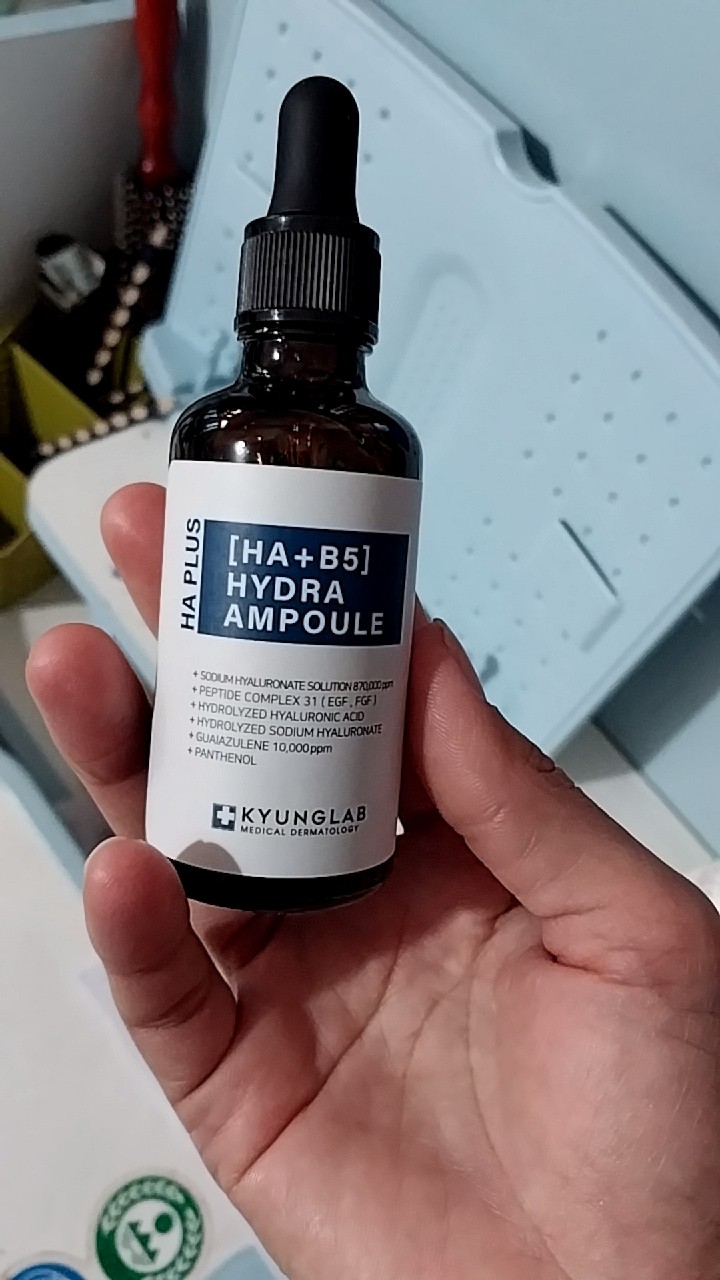 HA PLUS
[HA+B5]
HYDRA
AMPOULE
+ SODIUM HYALURONATE SOLUTION 870,000 ppm
+ PEPTIDE COMPLEX 31 ( EGF , FGF )
+ HYDROLYZED HYALURONIC ACID
+ HYDROLYZED SODIUM HYALURONATE
+ GUAIAZULENE 10,000 ppm
+ PANTHENOL
KYUNGLAB
MEDICAL DERMATOLOGY